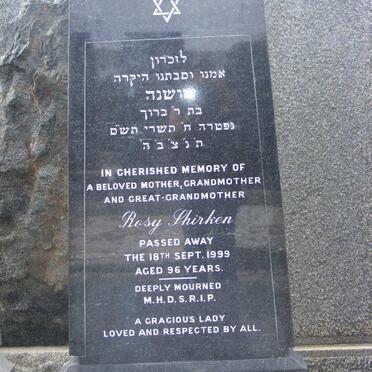 לזכרון
אמנו וסבתנו היקרה
שושנה
בת ר׳ ברוך
נפטרה ח׳ תשרי תש״ם
ת׳ נ׳ צ׳ ב׳ ה׳
IN CHERISHED MEMORY OF
A BELOVED MOTHER, GRANDMOTHER
AND GREAT-GRANDMOTHER
Rosy Shirken
PASSED AWAY
THE 18TH SEPT. 1999
AGED 96 YEARS.
DEEPLY MOURNED
M.H.D.S.R.I.P.
A GRACIOUS LADY
LOVED AND RESPECTED BY ALL.